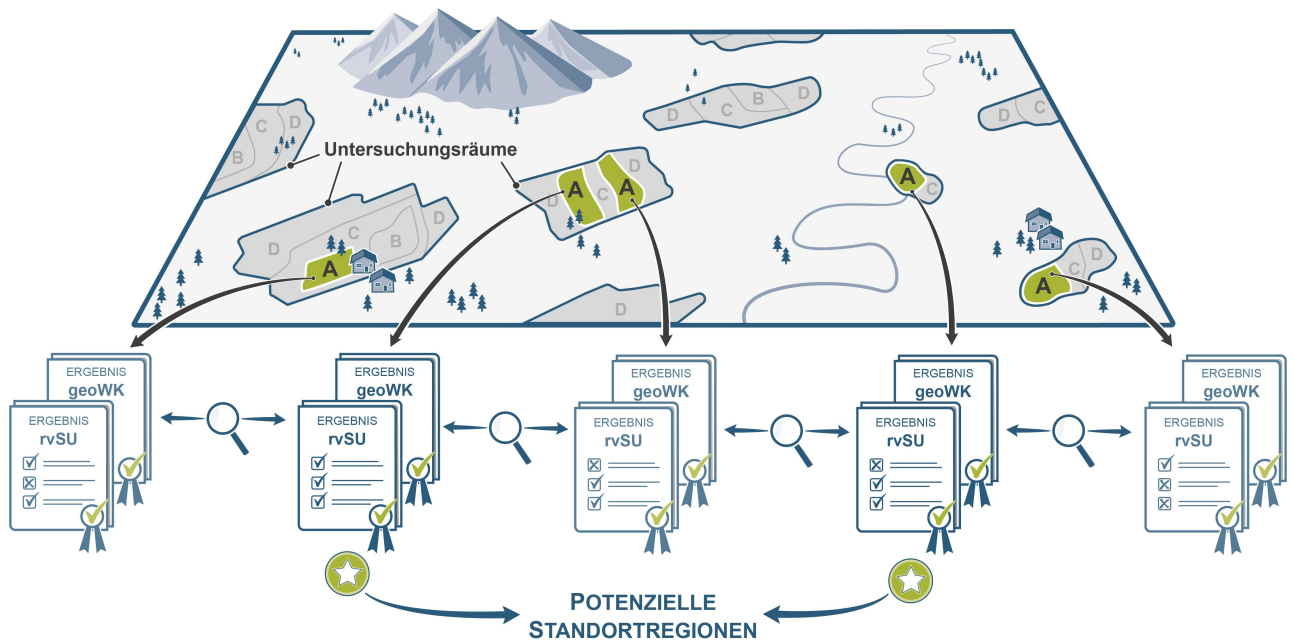 D
D
C
B
D
D
C
B
D
C
Untersuchungsräume
D
A
C
A
D
A
C
D
C
B
D
A
D
C
A
D
ERGEBNIS
geoWK
ERGEBNIS
rvSU
ERGEBNIS
geoWK
ERGEBNIS
rvSU
ERGEBNIS
geoWK
ERGEBNIS
rvSU
ERGEBNIS
geoWK
ERGEBNIS
rvSU
ERGEBNIS
geoWK
ERGEBNIS
rvSU
POTENZIELLE
STANDORTREGIONEN